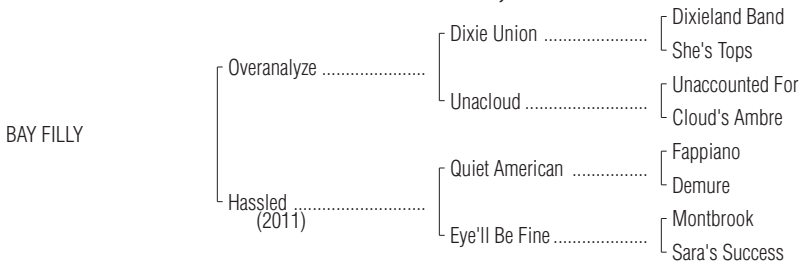 Dixieland Band
Dixie Union ......................
She's Tops
Overanalyze ......................
Unaccounted For
Unacloud ..........................
Cloud's Ambre
BAY FILLY
Fappiano
Quiet American ................
Demure
Hassled ............................
(2011)
Montbrook
Eye'll Be Fine ....................
Sara's Success